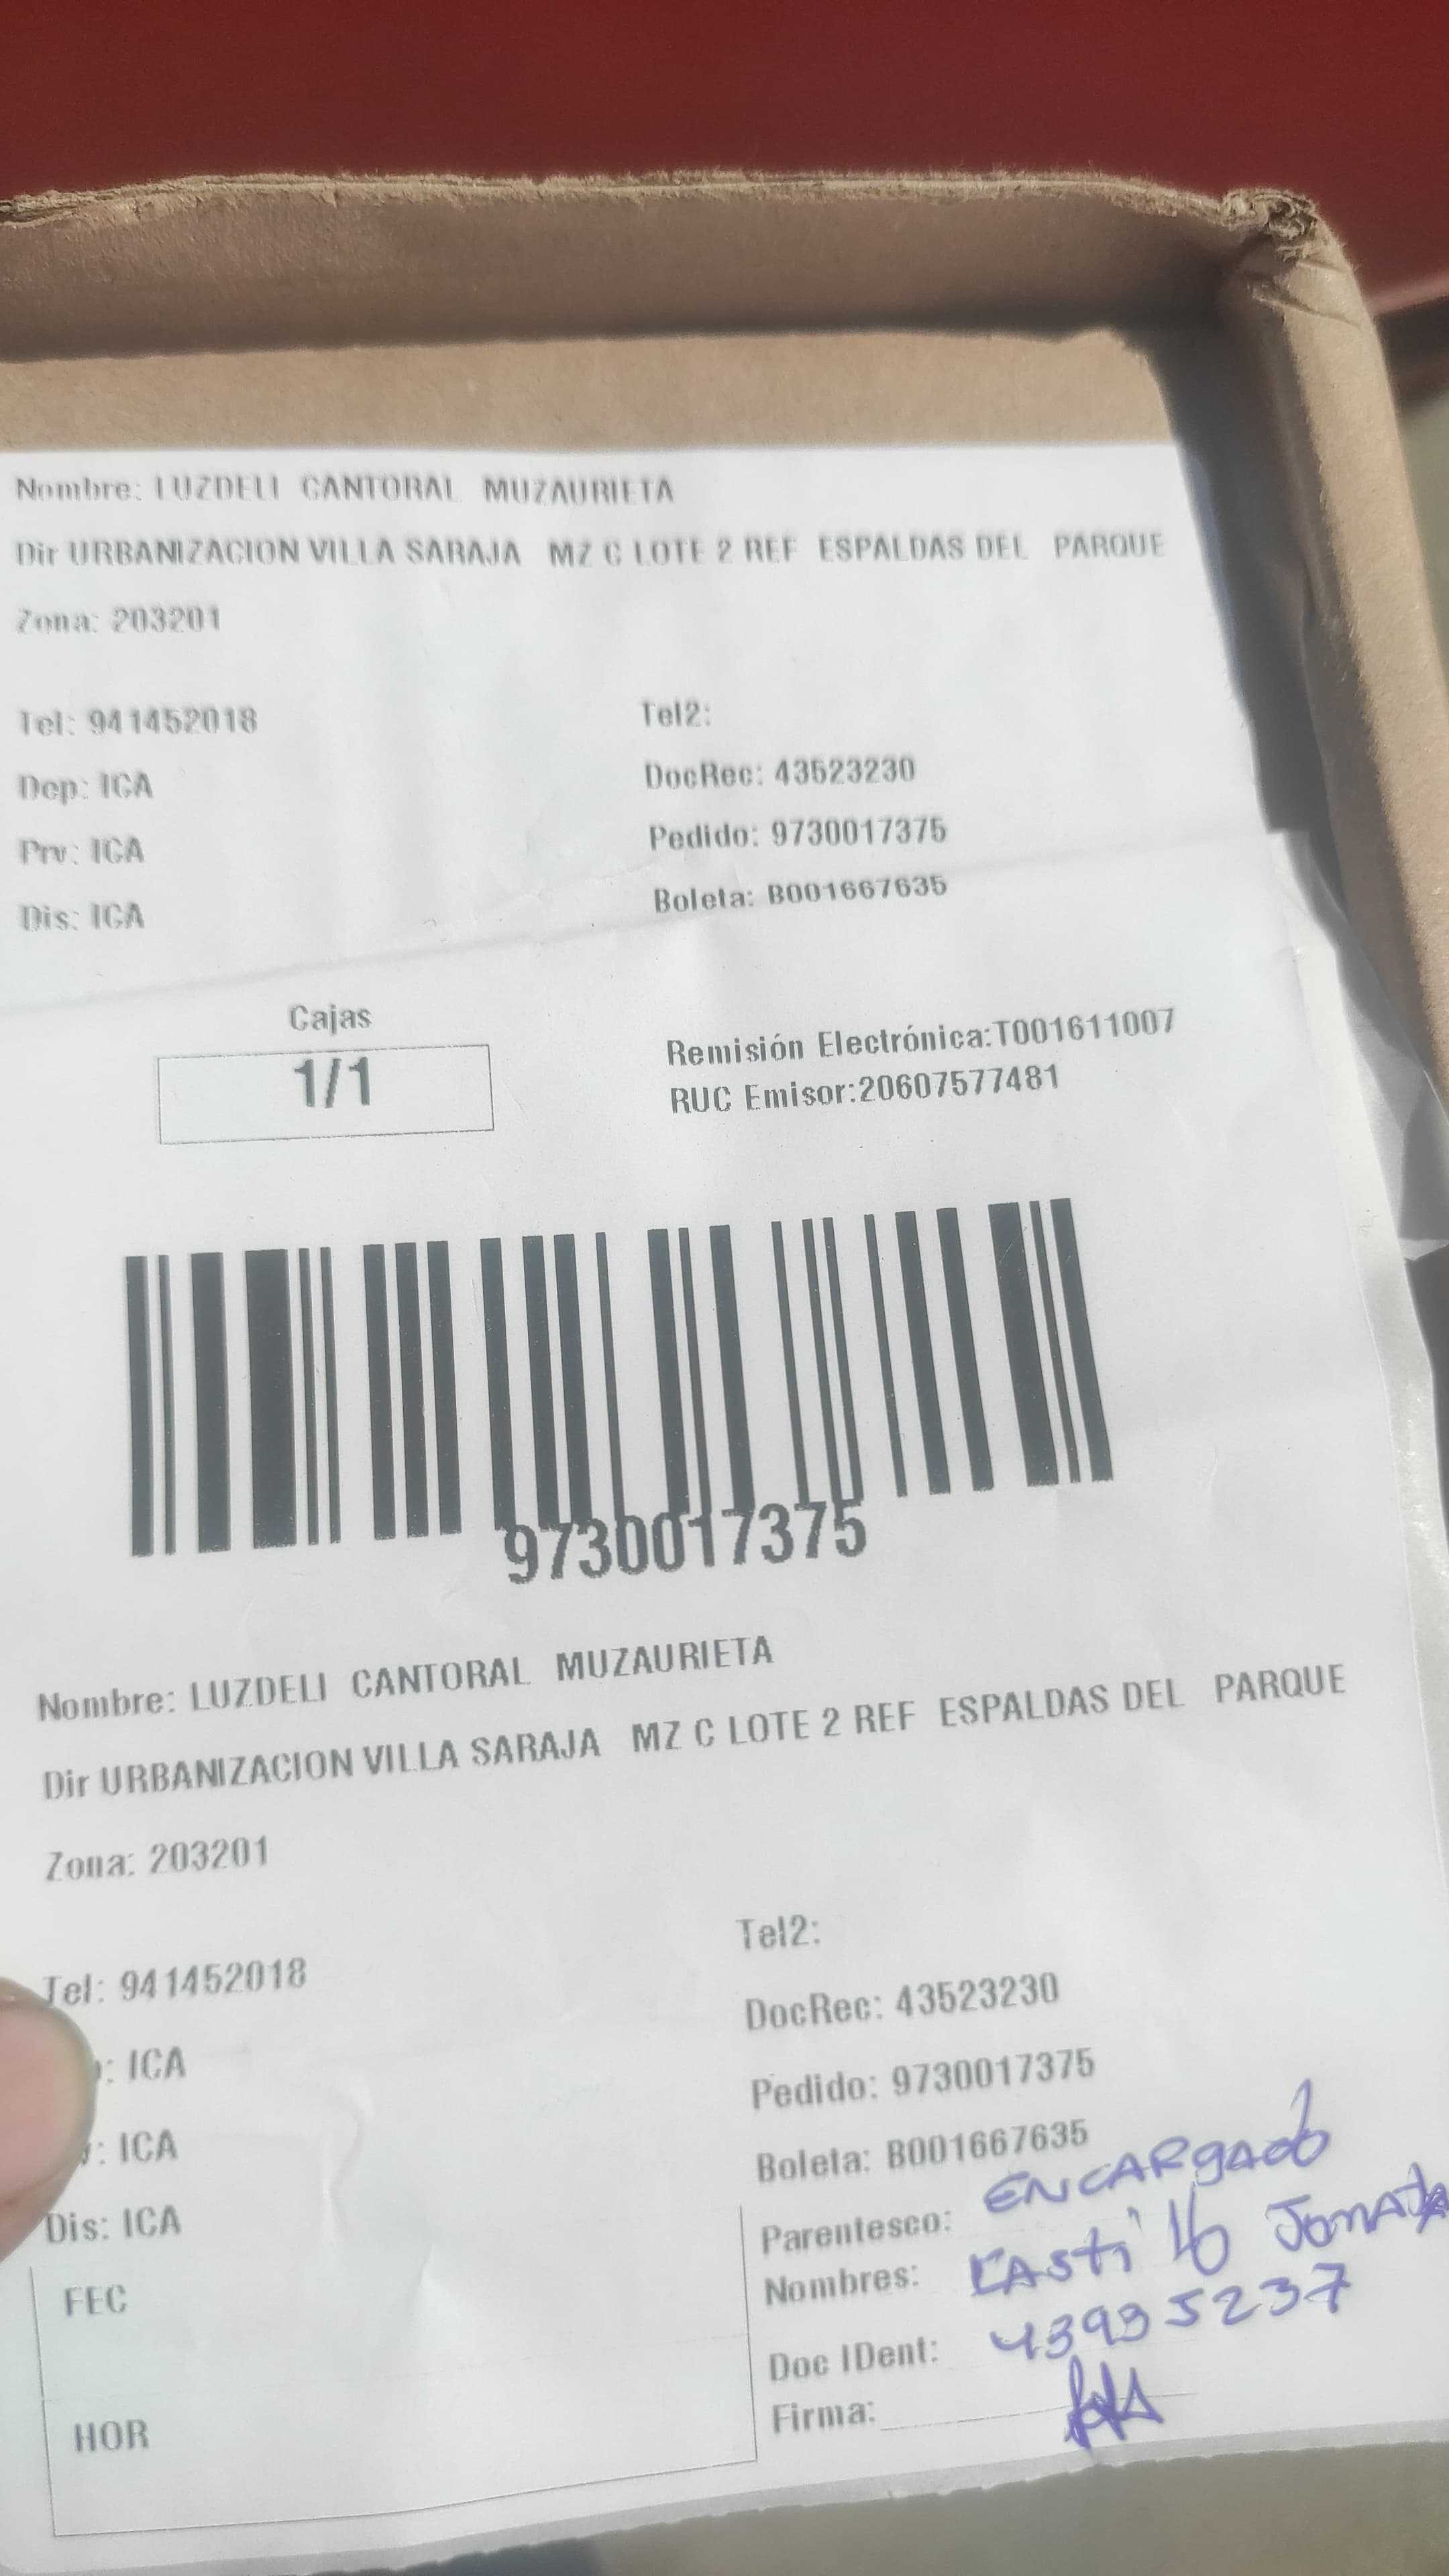 Nombre: LUZDELI CANTORAL MUZAURIETA
Dir URBANIZACION VILLA SARAJA MZ C LOTE 2 REF ESPALDAS DEL PARQUE
Zona: 203201
Tel: 941452018 Tel2:
Dep: ICA DocRec: 43523230
Prv: ICA Pedido: 9730017375
Dis: ICA Boleta: B001667635
Cajas
1/1
Remisión Electrónica:T001611007
RUC Emisor:20607577481
9730017375
Nombre: LUZDELI CANTORAL MUZAURIETA
Dir URBANIZACION VILLA SARAJA MZ C LOTE 2 REF ESPALDAS DEL PARQUE
Zona: 203201
Tel: 941452018 Tel2:
: ICA DocRec: 43523230
: ICA Pedido: 9730017375
Dis: ICA Boleta: B001667635
FEC
HOR
Parentesco: ENCARgADO
Nombres: CASTillo
Doc IDent: 43935237
Firma: